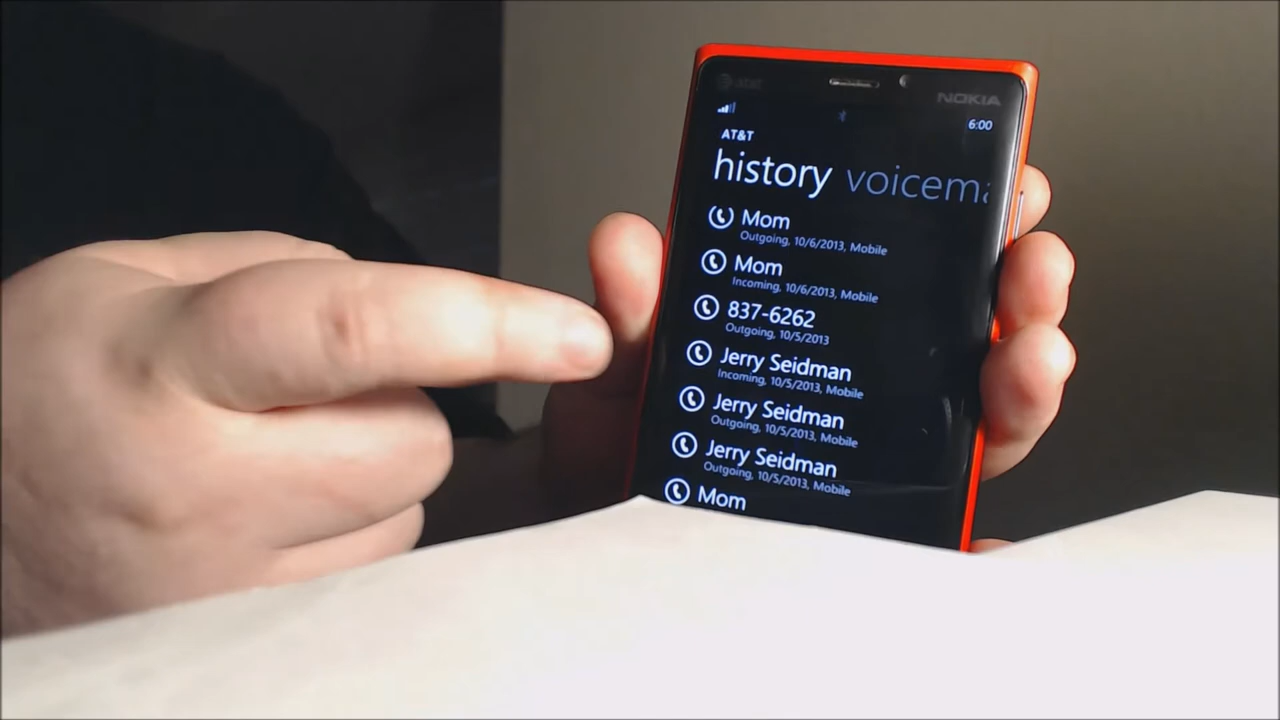 AT&T
NOKIA
6:00
AT&T
history voicema
Mom
Outgoing, 10/6/2013, Mobile
Mom
Incoming, 10/6/2013, Mobile
837-6262
Outgoing, 10/5/2013
Jerry Seidman
Incoming, 10/5/2013, Mobile
Jerry Seidman
Outgoing, 10/5/2013, Mobile
Jerry Seidman
Outgoing, 10/5/2013, Mobile
Mom